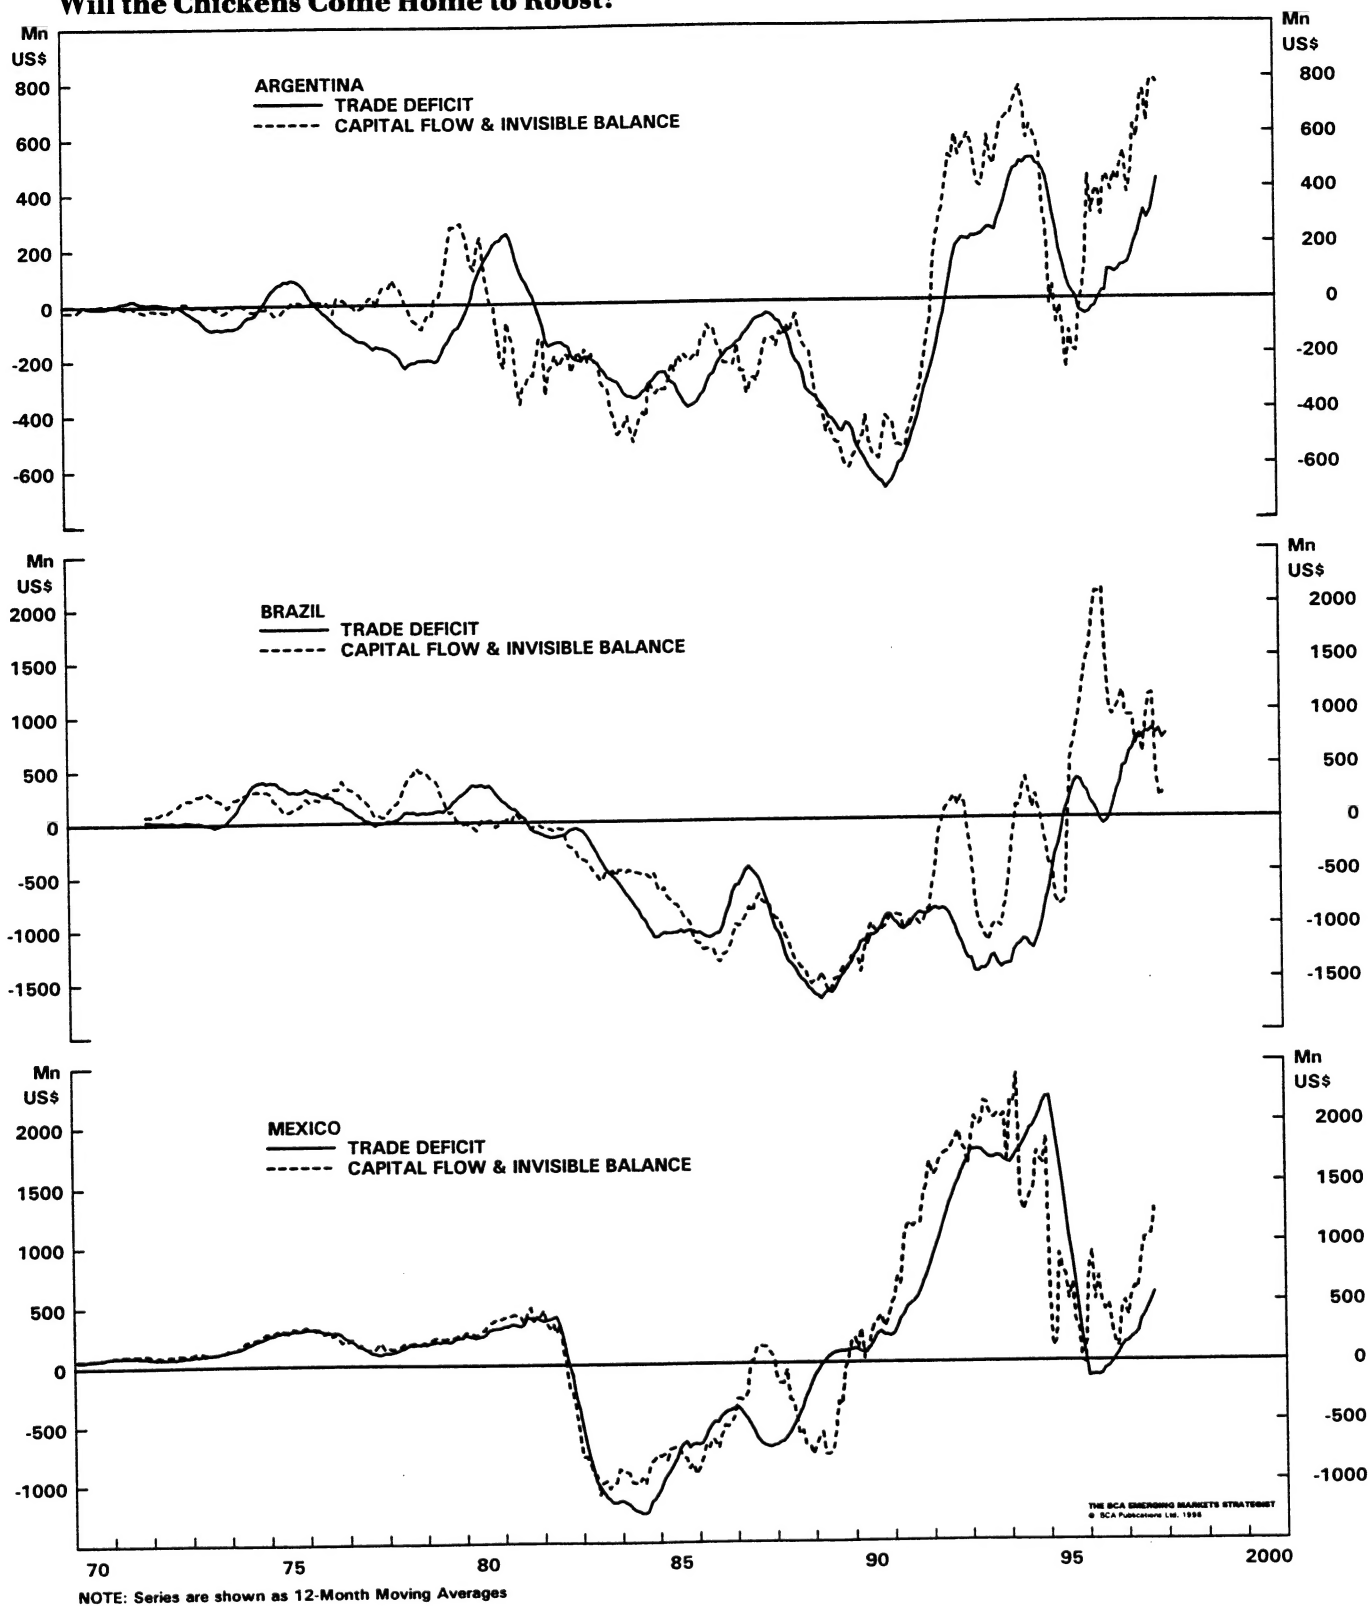 Will the Chickens Come Home to Roost?
Mn
US$
800
600
400
200
0
-200
-400
-600
Mn
US$
800
600
400
200
0
-200
-400
-600
ARGENTINA
TRADE DEFICIT
CAPITAL FLOW & INVISIBLE BALANCE
Mn
US$
2000
1500
1000
500
0
-500
-1000
-1500
Mn
US$
2000
1500
1000
500
0
-500
-1000
-1500
BRAZIL
TRADE DEFICIT
CAPITAL FLOW & INVISIBLE BALANCE
Mn
US$
2000
1500
1000
500
0
-500
-1000
Mn
US$
2000
1500
1000
500
0
-500
-1000
MEXICO
TRADE DEFICIT
CAPITAL FLOW & INVISIBLE BALANCE
THE BCA EMERGING MARKETS STRATEGIST
© BCA Publications Ltd. 1998
70 75 80 85 90 95 2000
NOTE: Series are shown as 12-Month Moving Averages